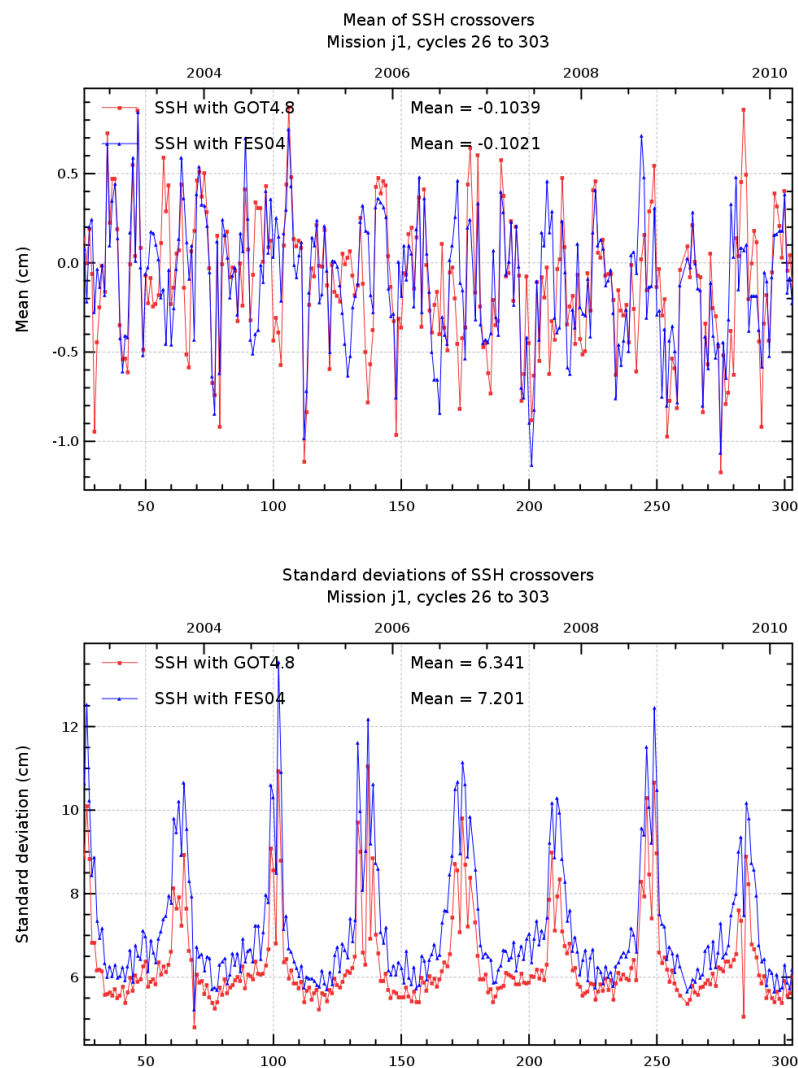 Mean of SSH crossovers
Mission j1, cycles 26 to 303
2004 2006 2008 2010
SSH with GOT4.8 Mean = -0.1039
SSH with FES04 Mean = -0.1021
0.5
0.0
-0.5
-1.0
Mean (cm)
50 100 150 200 250 300
Standard deviations of SSH crossovers
Mission j1, cycles 26 to 303
2004 2006 2008 2010
SSH with GOT4.8 Mean = 6.341
SSH with FES04 Mean = 7.201
12
10
8
6
Standard deviation (cm)
50 100 150 200 250 300